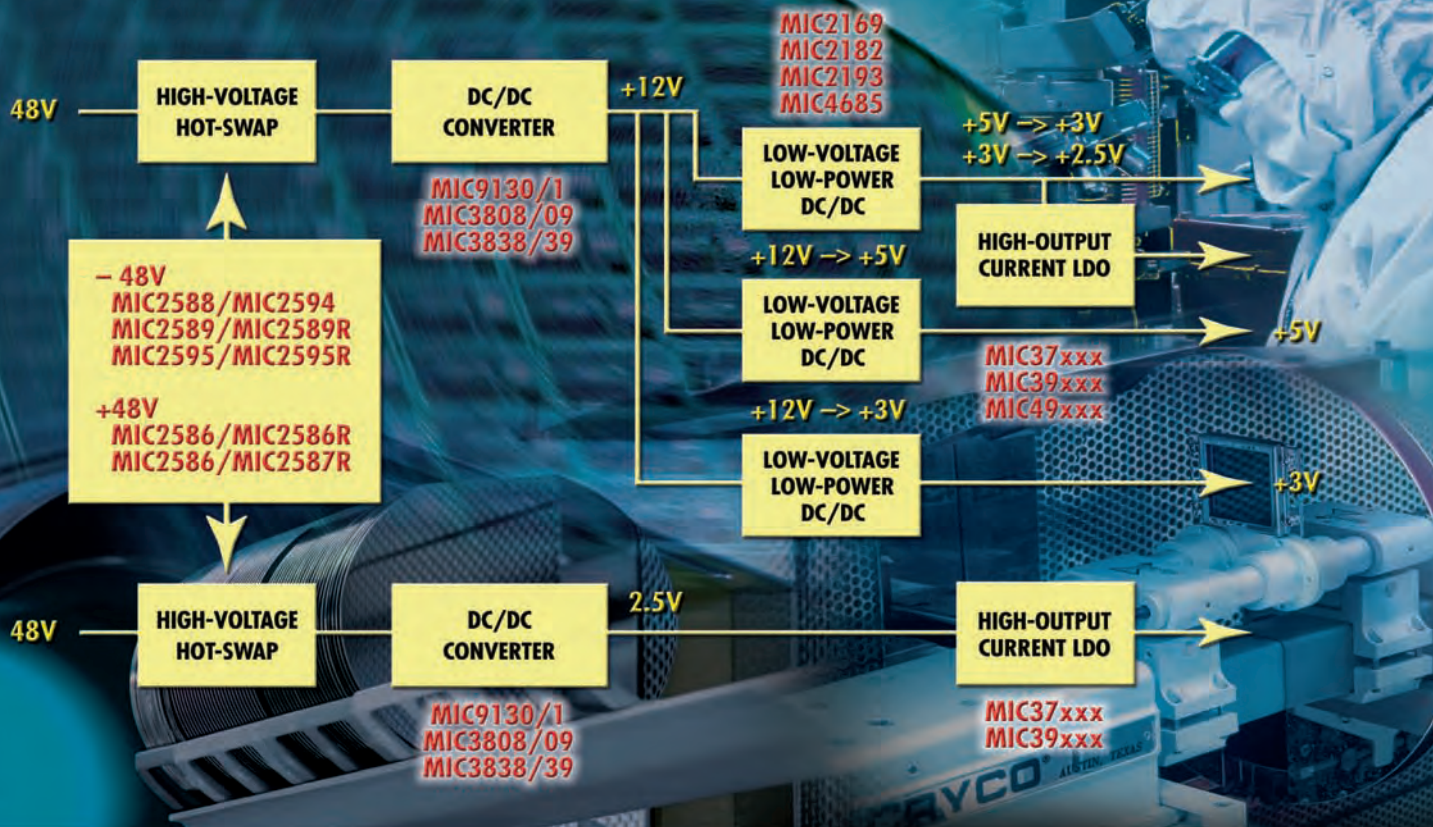 MIC2169
MIC2182
MIC2193
MIC4685
48V
HIGH-VOLTAGE
HOT-SWAP
DC/DC
CONVERTER
+12V
MIC9130/1
MIC3808/09
MIC3838/39
LOW-VOLTAGE
LOW-POWER
DC/DC
+5V –> +3V
+3V –> +2.5V
HIGH-OUTPUT
CURRENT LDO
– 48V
MIC2588/MIC2594
MIC2589/MIC2589R
MIC2595/MIC2595R
+48V
MIC2586/MIC2586R
MIC2586/MIC2587R
+12V –> +5V
LOW-VOLTAGE
LOW-POWER
DC/DC
+5V
MIC37xxx
MIC39xxx
MIC49xxx
+12V –> +3V
LOW-VOLTAGE
LOW-POWER
DC/DC
+3V
48V
HIGH-VOLTAGE
HOT-SWAP
DC/DC
CONVERTER
2.5V
HIGH-OUTPUT
CURRENT LDO
MIC9130/1
MIC3808/09
MIC3838/39
MIC37xxx
MIC39xxx
AUSTIN, TEXAS